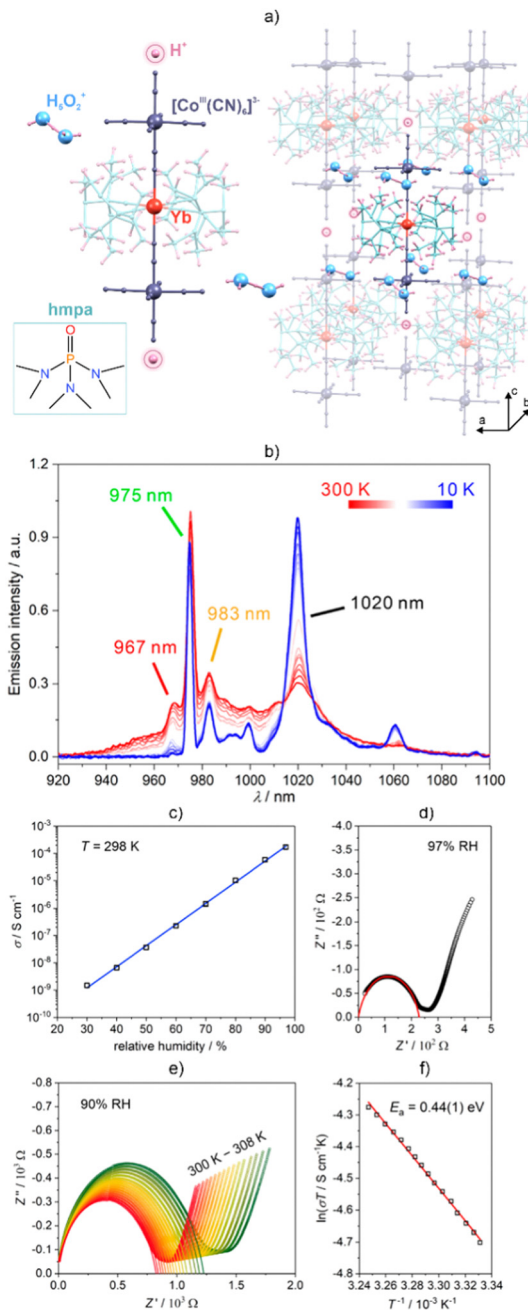 a)
H⁺
H₅O₂⁺
[Coᴵᴵᴵ(CN)₆]³⁻
Yb
hmpa
O
P
N N
N
c
b
a
b)
1.2
0.9
0.6
0.3
0.0
Emission intensity / a.u.
975 nm
300 K 10 K
983 nm
1020 nm
967 nm
920 940 960 980 1000 1020 1040 1060 1080 1100
λ / nm
c)
10⁻³
10⁻⁴
10⁻⁵
10⁻⁶
10⁻⁷
10⁻⁸
10⁻⁹
10⁻¹⁰
σ / S cm⁻¹
T = 298 K
20 30 40 50 60 70 80 90 100
relative humidity / %
d)
-4.0
-3.5
-3.0
-2.5
-2.0
-1.5
-1.0
-0.5
0.0
Z'' / 10² Ω
97% RH
0 1 2 3 4 5
Z' / 10² Ω
e)
-0.8
-0.7
-0.6
-0.5
-0.4
-0.3
-0.2
-0.1
0.0
Z'' / 10³ Ω
90% RH
300 K – 308 K
0.0 0.5 1.0 1.5 2.0
Z' / 10³ Ω
f)
-4.2
-4.3
-4.4
-4.5
-4.6
-4.7
-4.8
ln(σT / S cm⁻¹K)
Eₐ = 0.44(1) eV
3.24 3.26 3.28 3.30 3.32 3.34
T⁻¹ / 10⁻³ K⁻¹